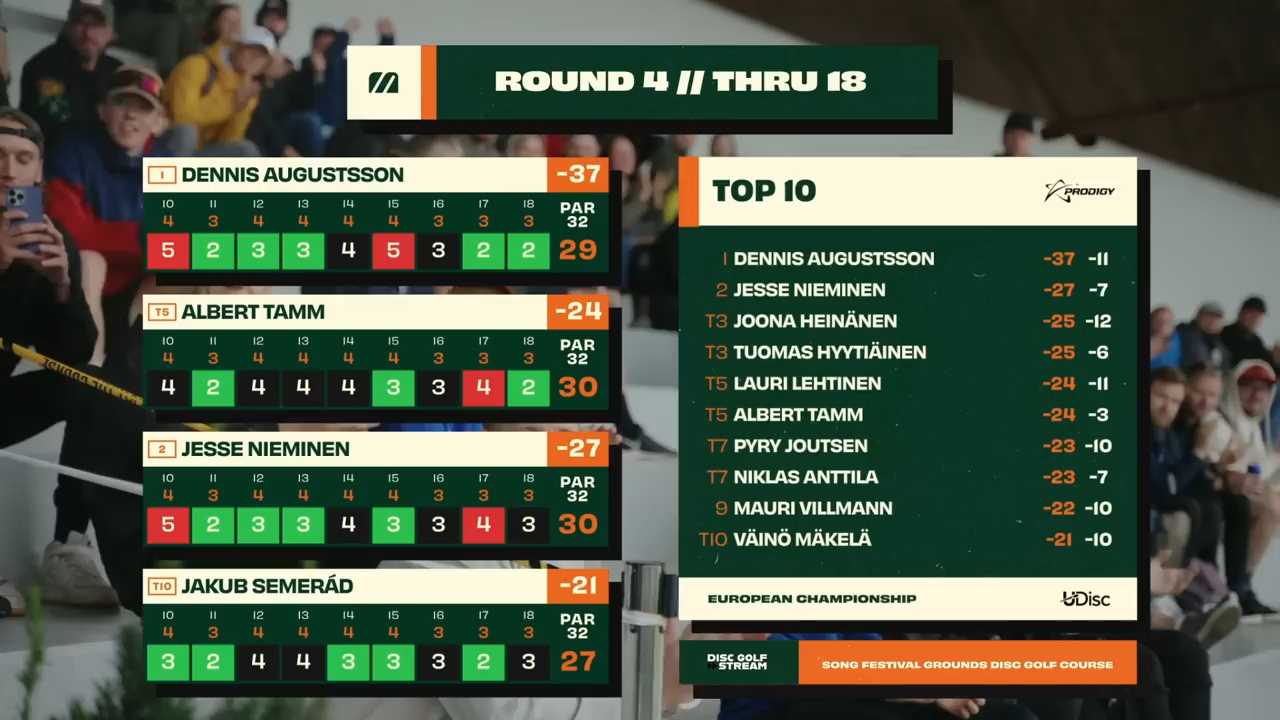 ROUND 4 // THRU 18
1 DENNIS AUGUSTSSON -37
10 11 12 13 14 15 16 17 18 PAR
4 3 4 4 4 4 3 3 3 32
5 2 3 3 4 5 3 2 2 29
T5 ALBERT TAMM -24
10 11 12 13 14 15 16 17 18 PAR
4 3 4 4 4 4 3 3 3 32
4 2 4 4 4 3 3 4 2 30
2 JESSE NIEMINEN -27
10 11 12 13 14 15 16 17 18 PAR
4 3 4 4 4 4 3 3 3 32
5 2 3 3 4 3 3 4 3 30
T10 JAKUB SEMERÁD -21
10 11 12 13 14 15 16 17 18 PAR
4 3 4 4 4 4 3 3 3 32
3 2 4 4 3 3 3 2 3 27
TOP 10 PRODIGY
1 DENNIS AUGUSTSSON -37 -11
2 JESSE NIEMINEN -27 -7
T3 JOONA HEINÄNEN -25 -12
T3 TUOMAS HYYTIÄINEN -25 -6
T5 LAURI LEHTINEN -24 -11
T5 ALBERT TAMM -24 -3
T7 PYRY JOUTSEN -23 -10
T7 NIKLAS ANTTILA -23 -7
9 MAURI VILLMANN -22 -10
T10 VÄINÖ MÄKELÄ -21 -10
EUROPEAN CHAMPIONSHIP UDisc
DISC GOLF
STREAM
SONG FESTIVAL GROUNDS DISC GOLF COURSE